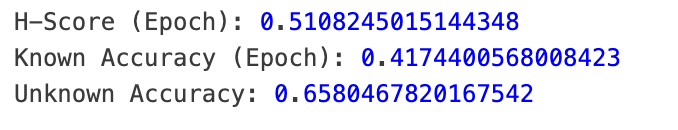 H-Score (Epoch): 0.5108245015144348
Known Accuracy (Epoch): 0.4174400568008423
Unknown Accuracy: 0.6580467820167542